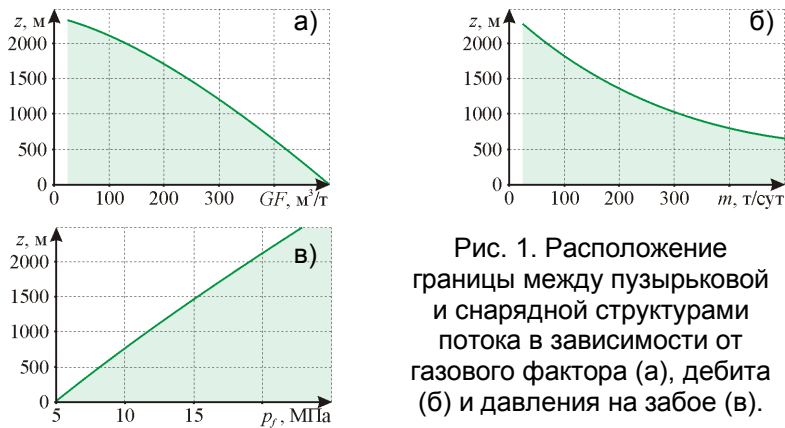 z, м
а)
2000
1500
1000
500
0
0
100
200
300
GF, м³/т
z, м
б)
2000
1500
1000
500
0
0
100
200
300
m, т/сут
z, м
в)
2000
1500
1000
500
0
5
10
15
p_f, МПа
Рис. 1. Расположение
границы между пузырьковой
и снарядной структурами
потока в зависимости от
газового фактора (а), дебита
(б) и давления на забое (в).